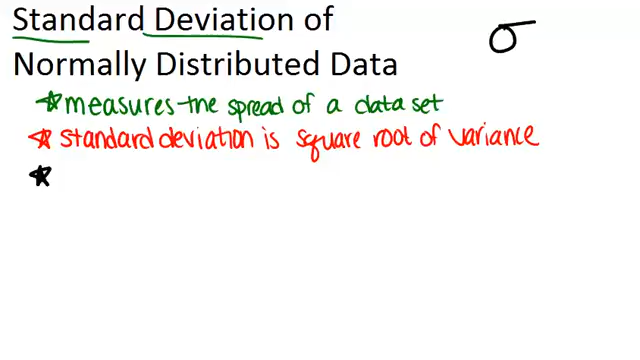 Standard Deviation of
σ
Normally Distributed Data
measures the spread of a data set
standard deviation is square root of variance